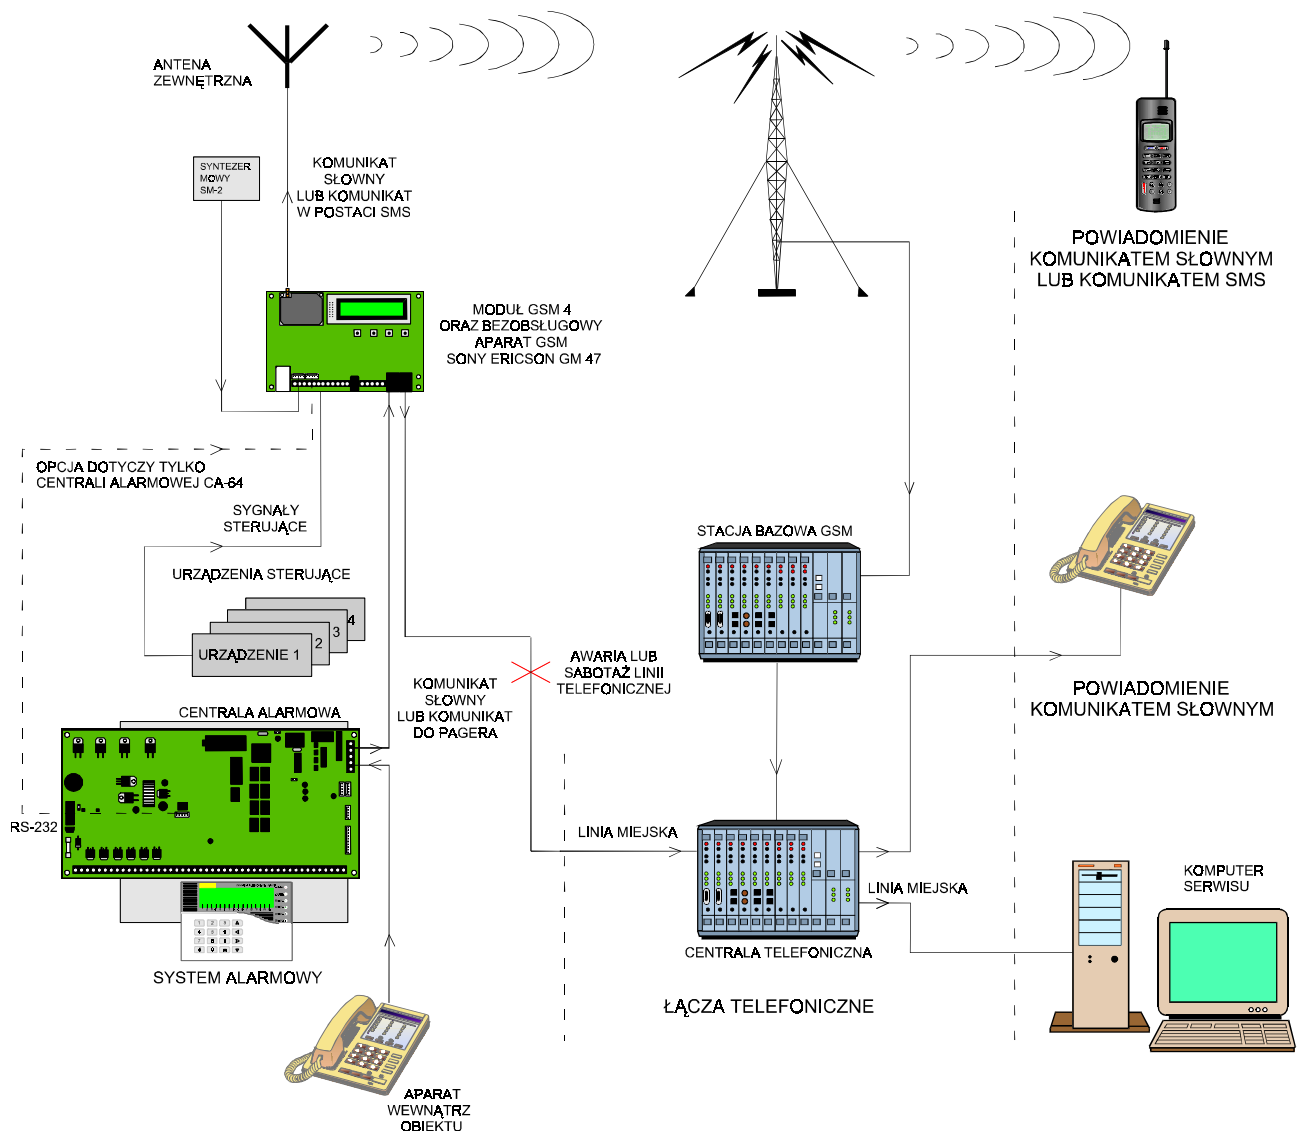 ANTENA
ZEWNĘTRZNA
SYNTEZER
MOWY
SM-2
KOMUNIKAT
SŁOWNY
LUB KOMUNIKAT
W POSTACI SMS
POWIADOMIENIE
KOMUNIKATEM SŁOWNYM
LUB KOMUNIKATEM SMS
MODUŁ GSM 4
ORAZ BEZOBSŁUGOWY
APARAT GSM
SONY ERICSON GM 47
OPCJA DOTYCZY TYLKO
CENTRALI ALARMOWEJ CA-64
SYGNAŁY
STERUJĄCE
URZĄDZENIA STERUJĄCE
4
3
2
URZĄDZENIE 1
STACJA BAZOWA GSM
AWARIA LUB
SABOTAŻ LINII
TELEFONICZNEJ
KOMUNIKAT
SŁOWNY
LUB KOMUNIKAT
DO PAGERA
POWIADOMIENIE
KOMUNIKATEM SŁOWNYM
CENTRALA ALARMOWA
RS-232
LINIA MIEJSKA
LINIA MIEJSKA
KOMPUTER
SERWISU
CENTRALA TELEFONICZNA
SYSTEM ALARMOWY
ŁĄCZA TELEFONICZNE
APARAT
WEWNĄTRZ
OBIEKTU